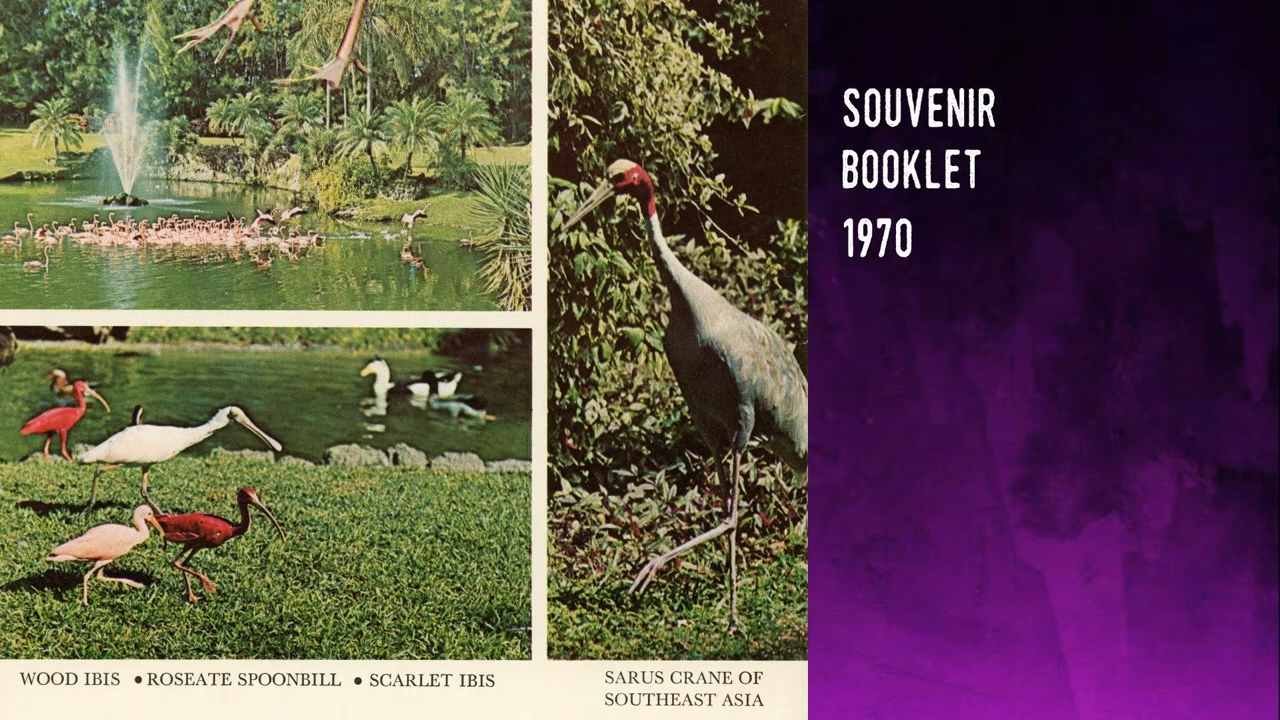 WOOD IBIS • ROSEATE SPOONBILL • SCARLET IBIS
SARUS CRANE OF
SOUTHEAST ASIA
SOUVENIR
BOOKLET
1970